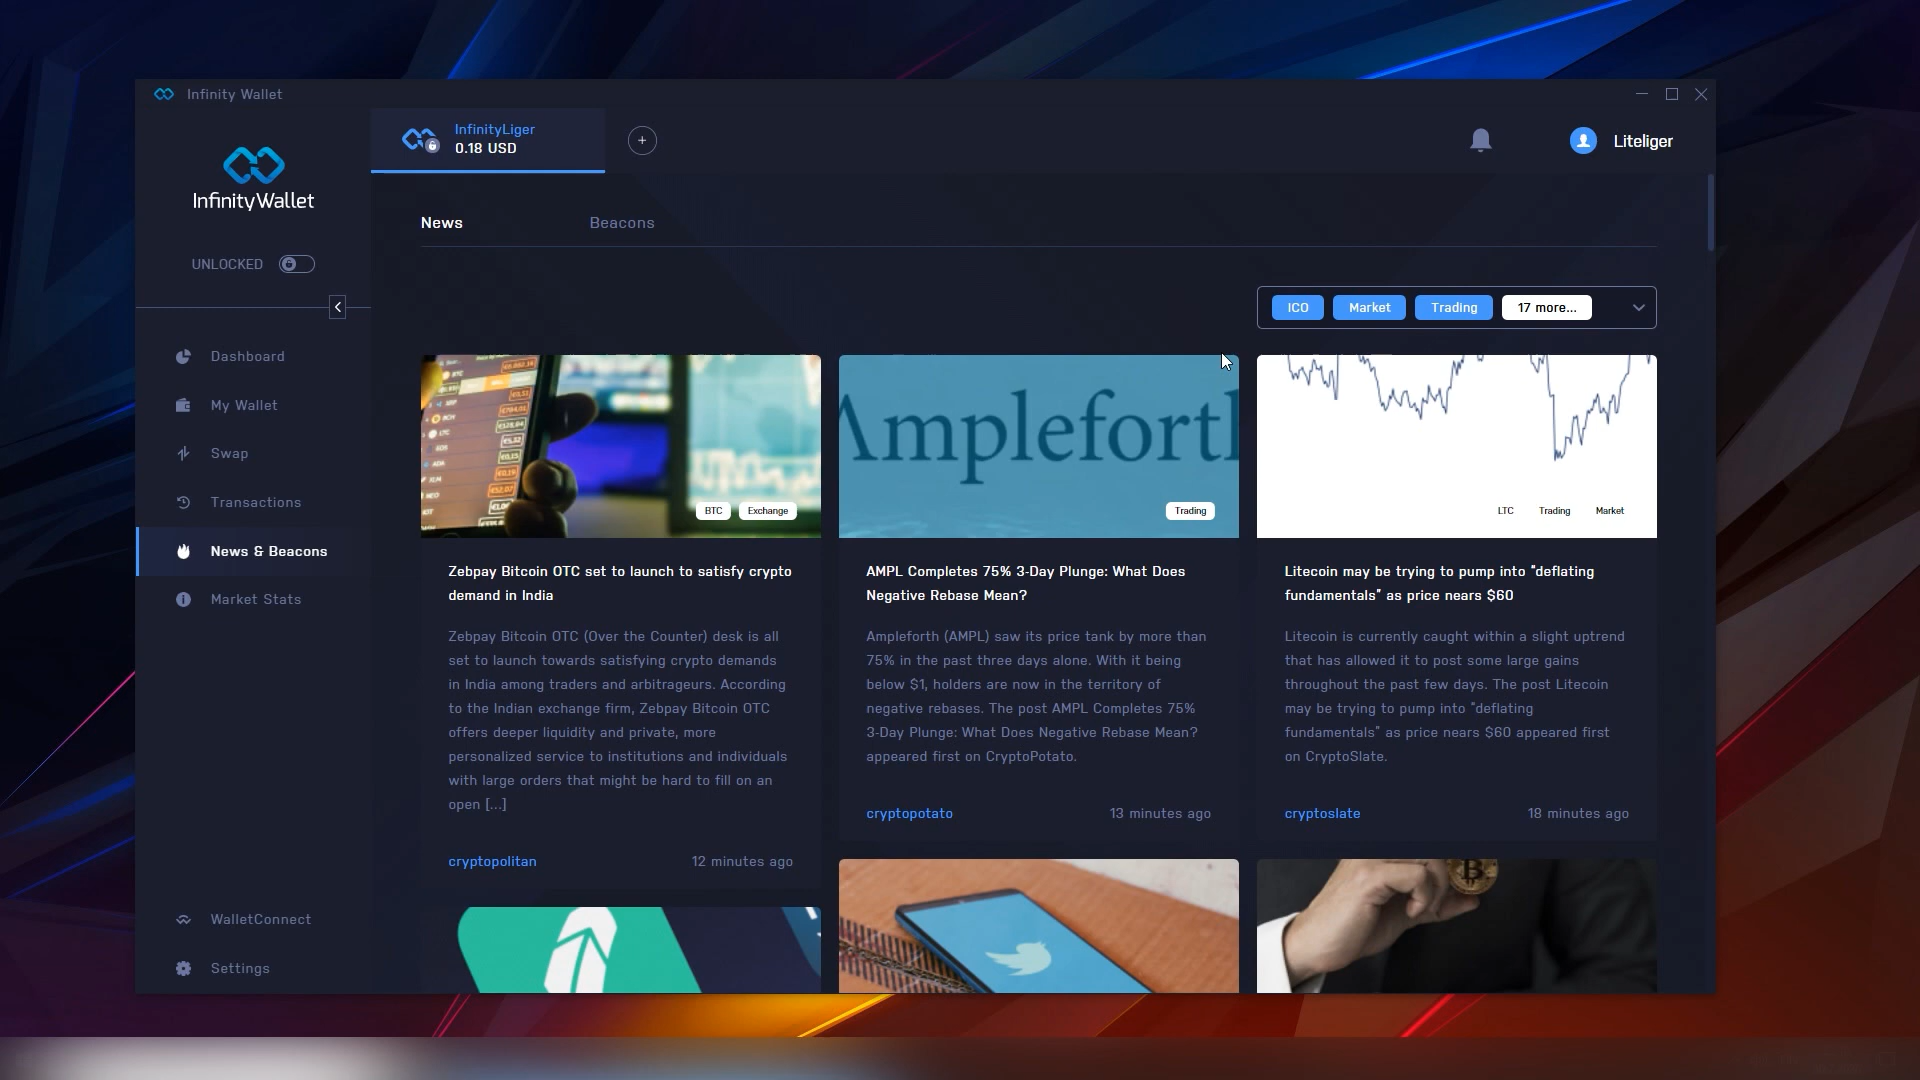 Infinity Wallet
InfinityWallet
UNLOCKED
Dashboard
My Wallet
Swap
Transactions
News & Beacons
Market Stats
WalletConnect
Settings
InfinityLiger
0.18 USD
+
Liteliger
News
Beacons
ICO Market Trading 17 more...
BTC Exchange
Zebpay Bitcoin OTC set to launch to satisfy crypto
demand in India
Zebpay Bitcoin OTC (Over the Counter) desk is all
set to launch towards satisfying crypto demands
in India among traders and arbitrageurs. According
to the Indian exchange firm, Zebpay Bitcoin OTC
offers deeper liquidity and private, more
personalized service to institutions and individuals
with large orders that might be hard to fill on an
open [...]
cryptopolitan 12 minutes ago
Ampleforth
Trading
AMPL Completes 75% 3-Day Plunge: What Does
Negative Rebase Mean?
Ampleforth (AMPL) saw its price tank by more than
75% in the past three days alone. With it being
below $1, holders are now in the territory of
negative rebases. The post AMPL Completes 75%
3-Day Plunge: What Does Negative Rebase Mean?
appeared first on CryptoPotato.
cryptopotato 13 minutes ago
LTC Trading Market
Litecoin may be trying to pump into "deflating
fundamentals" as price nears $60
Litecoin is currently caught within a slight uptrend
that has allowed it to post some large gains
throughout the past few days. The post Litecoin
may be trying to pump into "deflating
fundamentals" as price nears $60 appeared first
on CryptoSlate.
cryptoslate 18 minutes ago